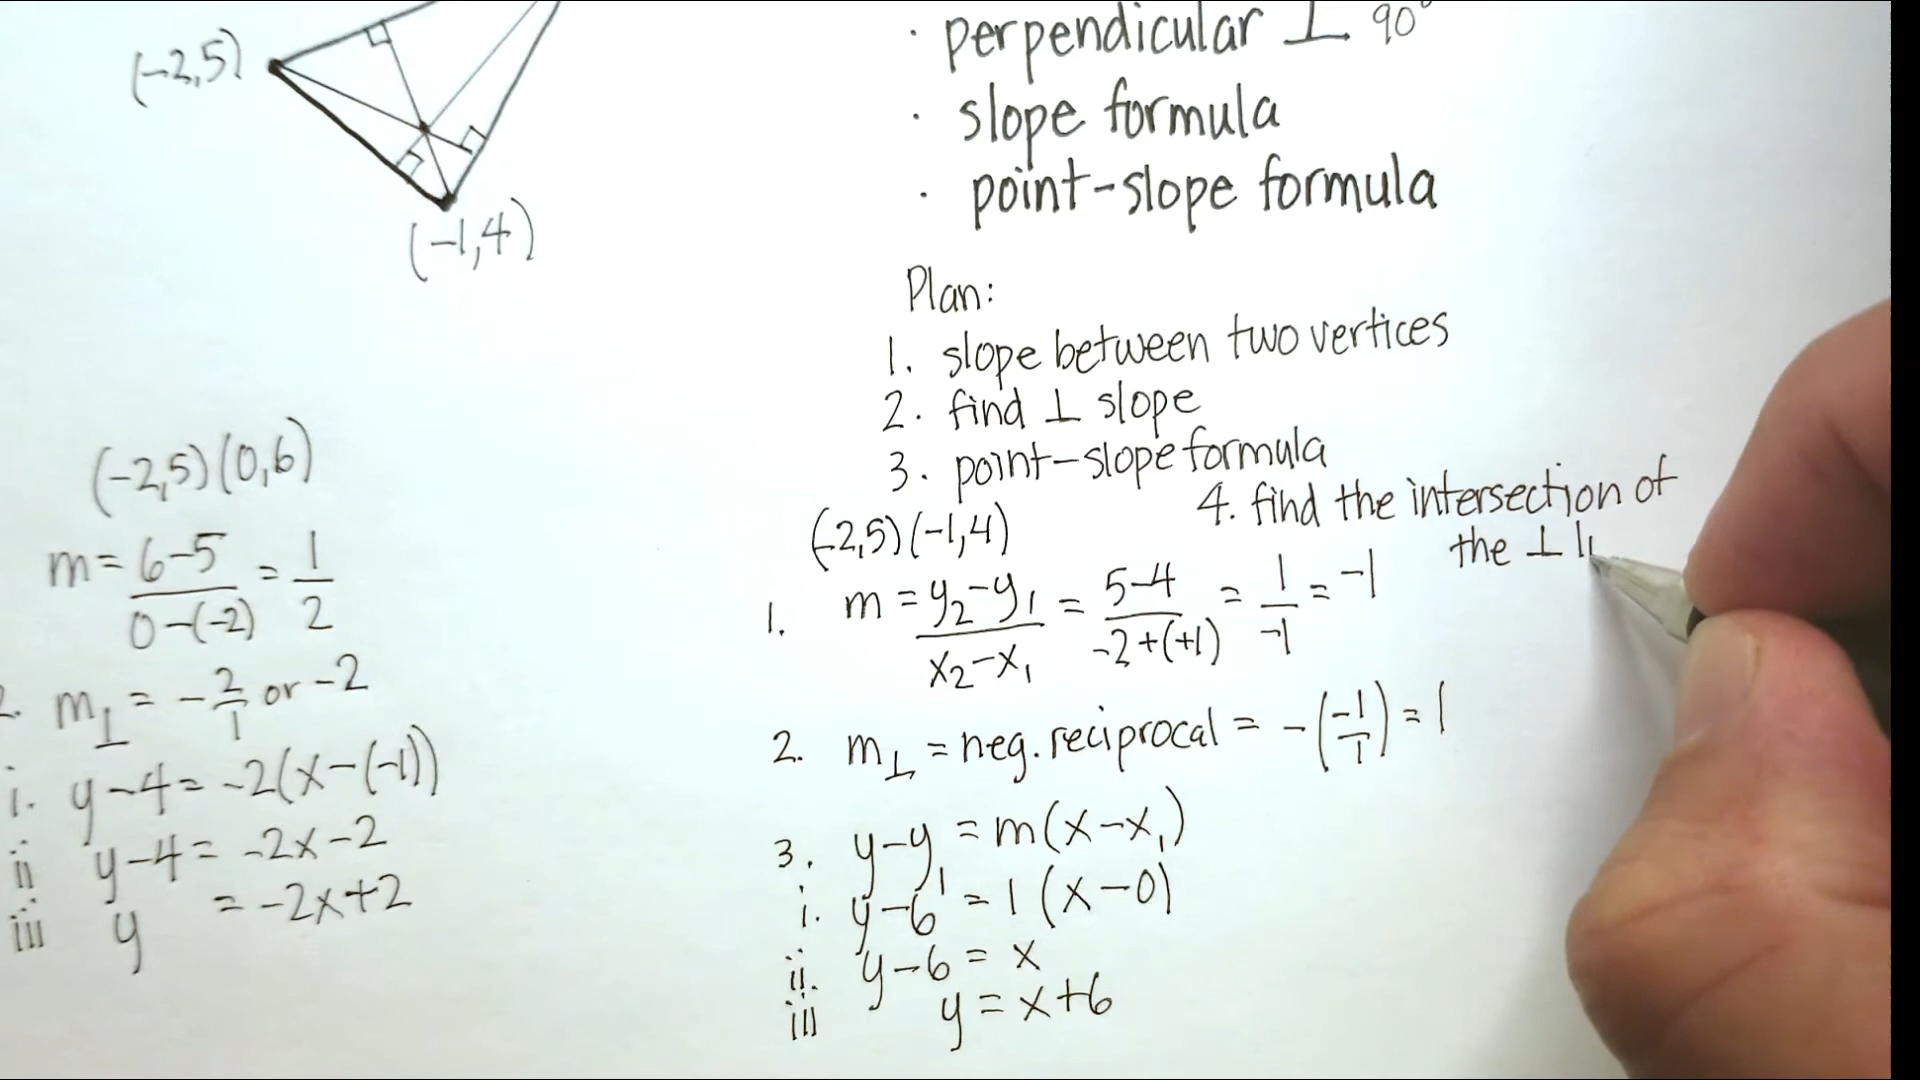 (-2,5)
(-1,4)
· perpendicular ⊥ 90°
· slope formula
· point-slope formula
Plan:
1. slope between two vertices
2. find ⊥ slope
3. point-slope formula
4. find the intersection of
the ⊥
(-2,5)(0,6)
m = 6-5 / 0-(-2) = 1/2
2. m⊥ = -2/1 or -2
i. y-4 = -2(x-(-1))
ii y-4 = -2x-2
iii y = -2x+2
(-2,5)(-1,4)
1. m = y₂-y₁ / x₂-x₁ = 5-4 / -2+(+1) = 1/-1 = -1
2. m⊥ = neg. reciprocal = -(-1/1) = 1
3. y-y₁ = m(x-x₁)
i. y-6 = 1(x-0)
ii. y-6 = x
iii y = x+6